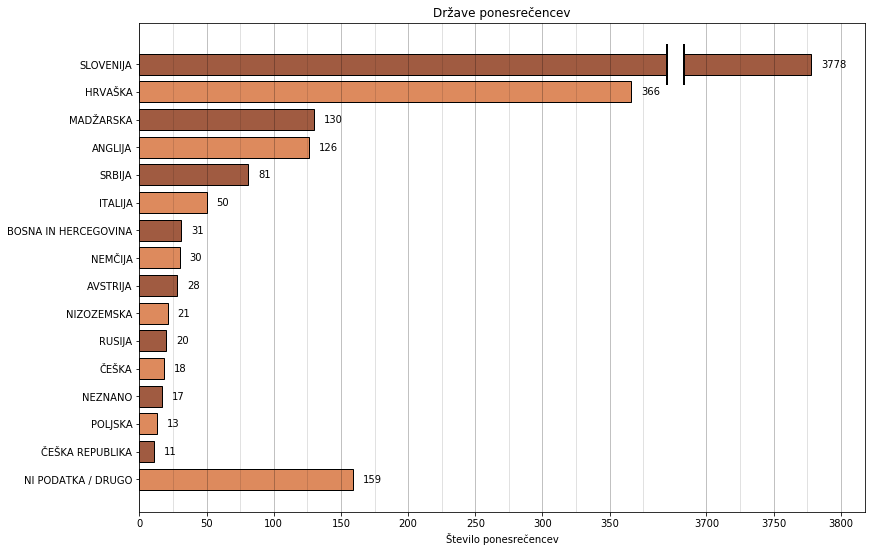 Države ponesrečencev
SLOVENIJA 3778
HRVAŠKA 366
MADŽARSKA 130
ANGLIJA 126
SRBIJA 81
ITALIJA 50
BOSNA IN HERCEGOVINA 31
NEMČIJA 30
AVSTRIJA 28
NIZOZEMSKA 21
RUSIJA 20
ČEŠKA 18
NEZNANO 17
POLJSKA 13
ČEŠKA REPUBLIKA 11
NI PODATKA / DRUGO 159
0 50 100 150 200 250 300 350 3700 3750 3800
Število ponesrečencev